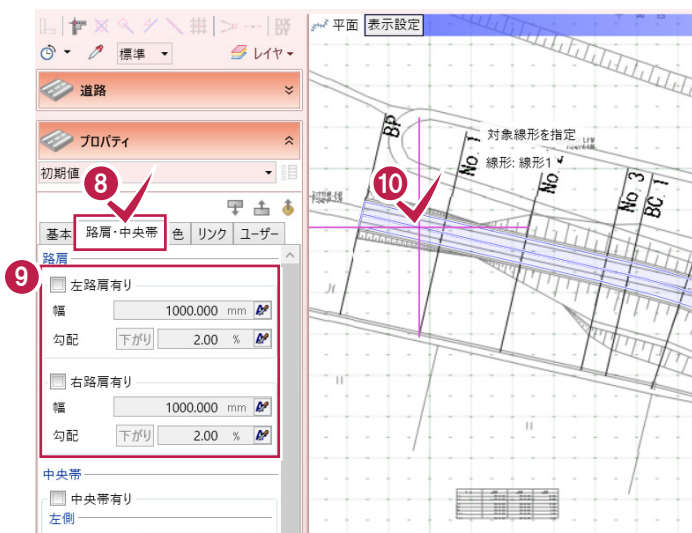 平面 表示設定
標準 レイヤ
道路
プロパティ
初期値
8
基本 路肩・中央帯 色 リンク ユーザー
9
路肩
左路肩有り
幅 1000.000 mm
勾配 下がり 2.00 %
右路肩有り
幅 1000.000 mm
勾配 下がり 2.00 %
中央帯
中央帯有り
左側
BP
No. 1
対象線形を指定
線形: 線形1
10
No. 3
BC. 1